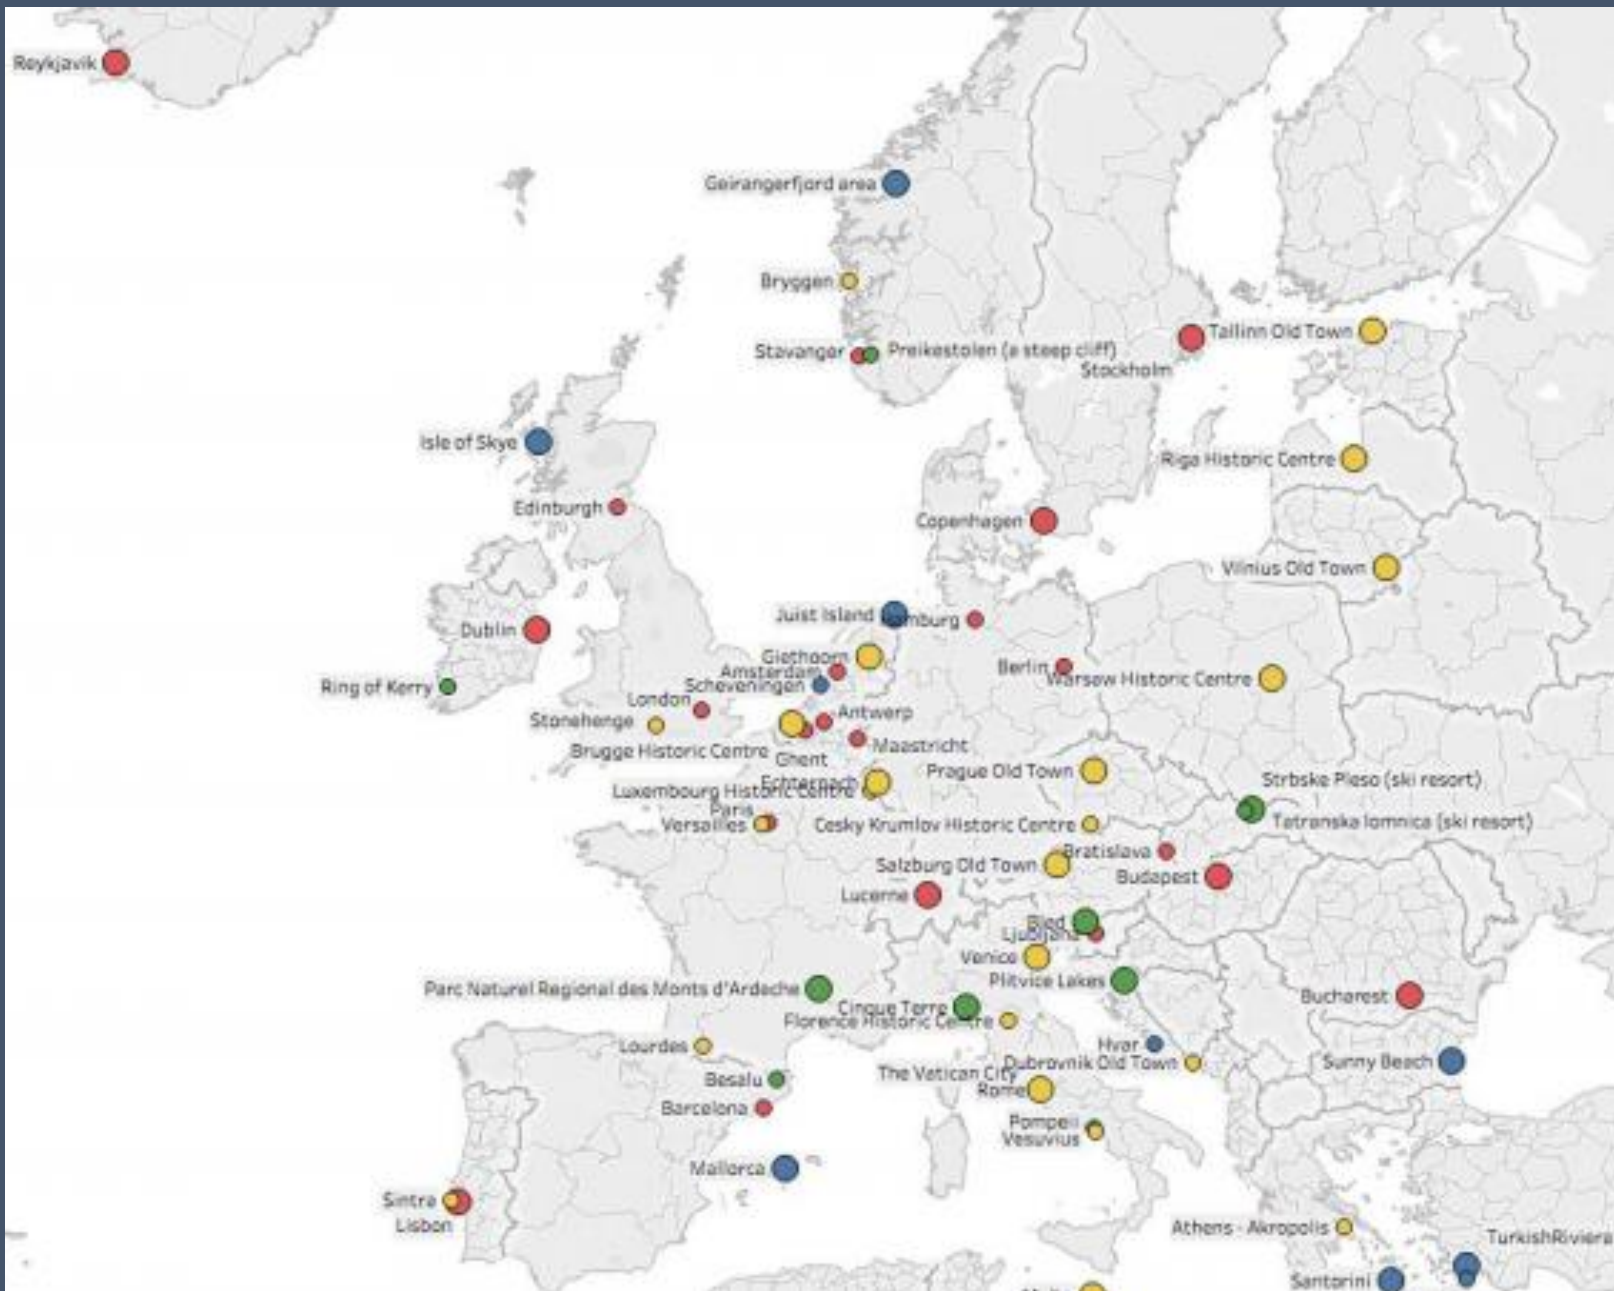 Reykjavik
Geirangerfjord area
Bryggen
Tallinn Old Town
Stavanger
Preikestolen (a steep cliff)
Stockholm
Isle of Skye
Riga Historic Centre
Edinburgh
Copenhagen
Vilnius Old Town
Juist Island
Hamburg
Dublin
Giethoorn
Berlin
Amsterdam
Warsaw Historic Centre
Scheveningen
Ring of Kerry
London
Antwerp
Stonehenge
Maastricht
Brugge Historic Centre
Ghent
Prague Old Town
Strbske Pleso (ski resort)
Echternach
Luxembourg Historic Centre
Paris
Versailles
Cesky Krumlov Historic Centre
Tatranska lomnica (ski resort)
Bratislava
Salzburg Old Town
Budapest
Lucerne
Bled
Ljubljana
Venice
Plitvice Lakes
Parc Naturel Regional des Monts d'Ardeche
Bucharest
Cinque Terre
Florence Historic Centre
Lourdes
Hvar
Dubrovnik Old Town
Sunny Beach
The Vatican City
Besalu
Rome
Barcelona
Pompeii
Vesuvius
Mallorca
Sintra
Lisbon
Athens - Akropolis
TurkishRiviera
Santorini